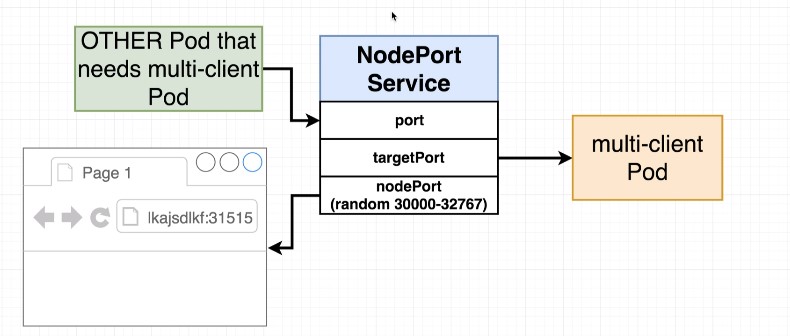 OTHER Pod that
needs multi-client
Pod
NodePort
Service
port
targetPort
nodePort
(random 30000-32767)
multi-client
Pod
Page 1
lkajsdlkf:31515